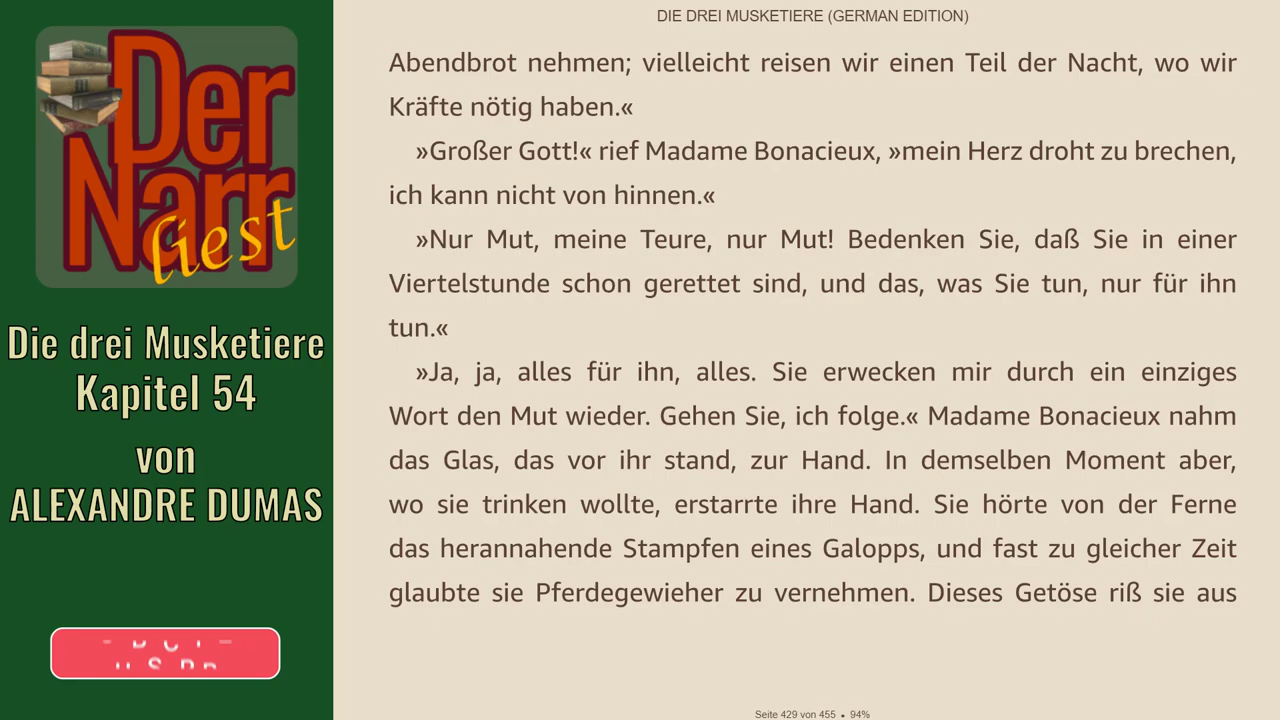 Der
Narr
liest
Die drei Musketiere
Kapitel 54
von
ALEXANDRE DUMAS
DIE DREI MUSKETIERE (GERMAN EDITION)
Abendbrot nehmen; vielleicht reisen wir einen Teil der Nacht, wo wir
Kräfte nötig haben.«
»Großer Gott!« rief Madame Bonacieux, »mein Herz droht zu brechen,
ich kann nicht von hinnen.«
»Nur Mut, meine Teure, nur Mut! Bedenken Sie, daß Sie in einer
Viertelstunde schon gerettet sind, und das, was Sie tun, nur für ihn
tun.«
»Ja, ja, alles für ihn, alles. Sie erwecken mir durch ein einziges
Wort den Mut wieder. Gehen Sie, ich folge.« Madame Bonacieux nahm
das Glas, das vor ihr stand, zur Hand. In demselben Moment aber,
wo sie trinken wollte, erstarrte ihre Hand. Sie hörte von der Ferne
das herannahende Stampfen eines Galopps, und fast zu gleicher Zeit
glaubte sie Pferdegewieher zu vernehmen. Dieses Getöse riß sie aus
Seite 429 von 455 • 94%